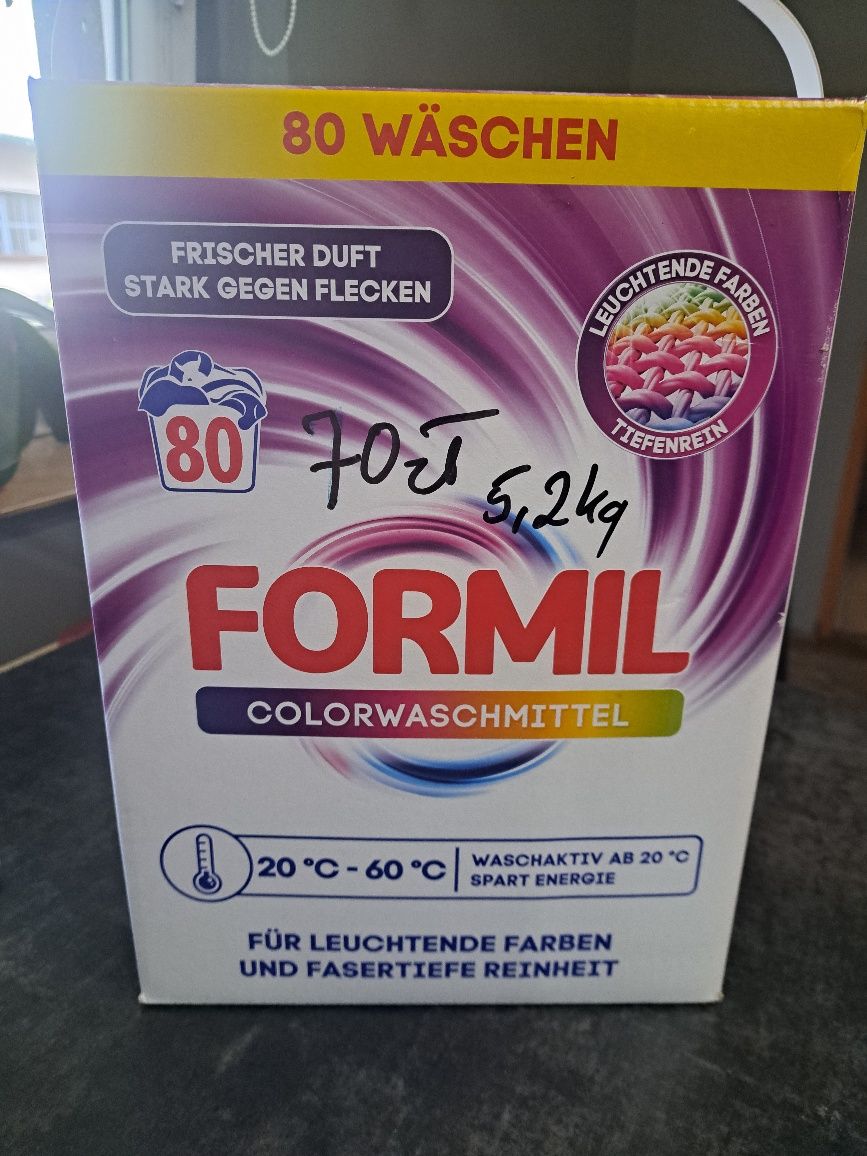 80 WÄSCHEN
FRISCHER DUFT
STARK GEGEN FLECKEN
LEUCHTENDE FARBEN
TIEFENREIN
80
70zł
5,2kg
FORMIL
COLORWASCHMITTEL
20 °C - 60 °C
WASCHAKTIV AB 20 °C
SPART ENERGIE
FÜR LEUCHTENDE FARBEN
UND FASERTIEFE REINHEIT